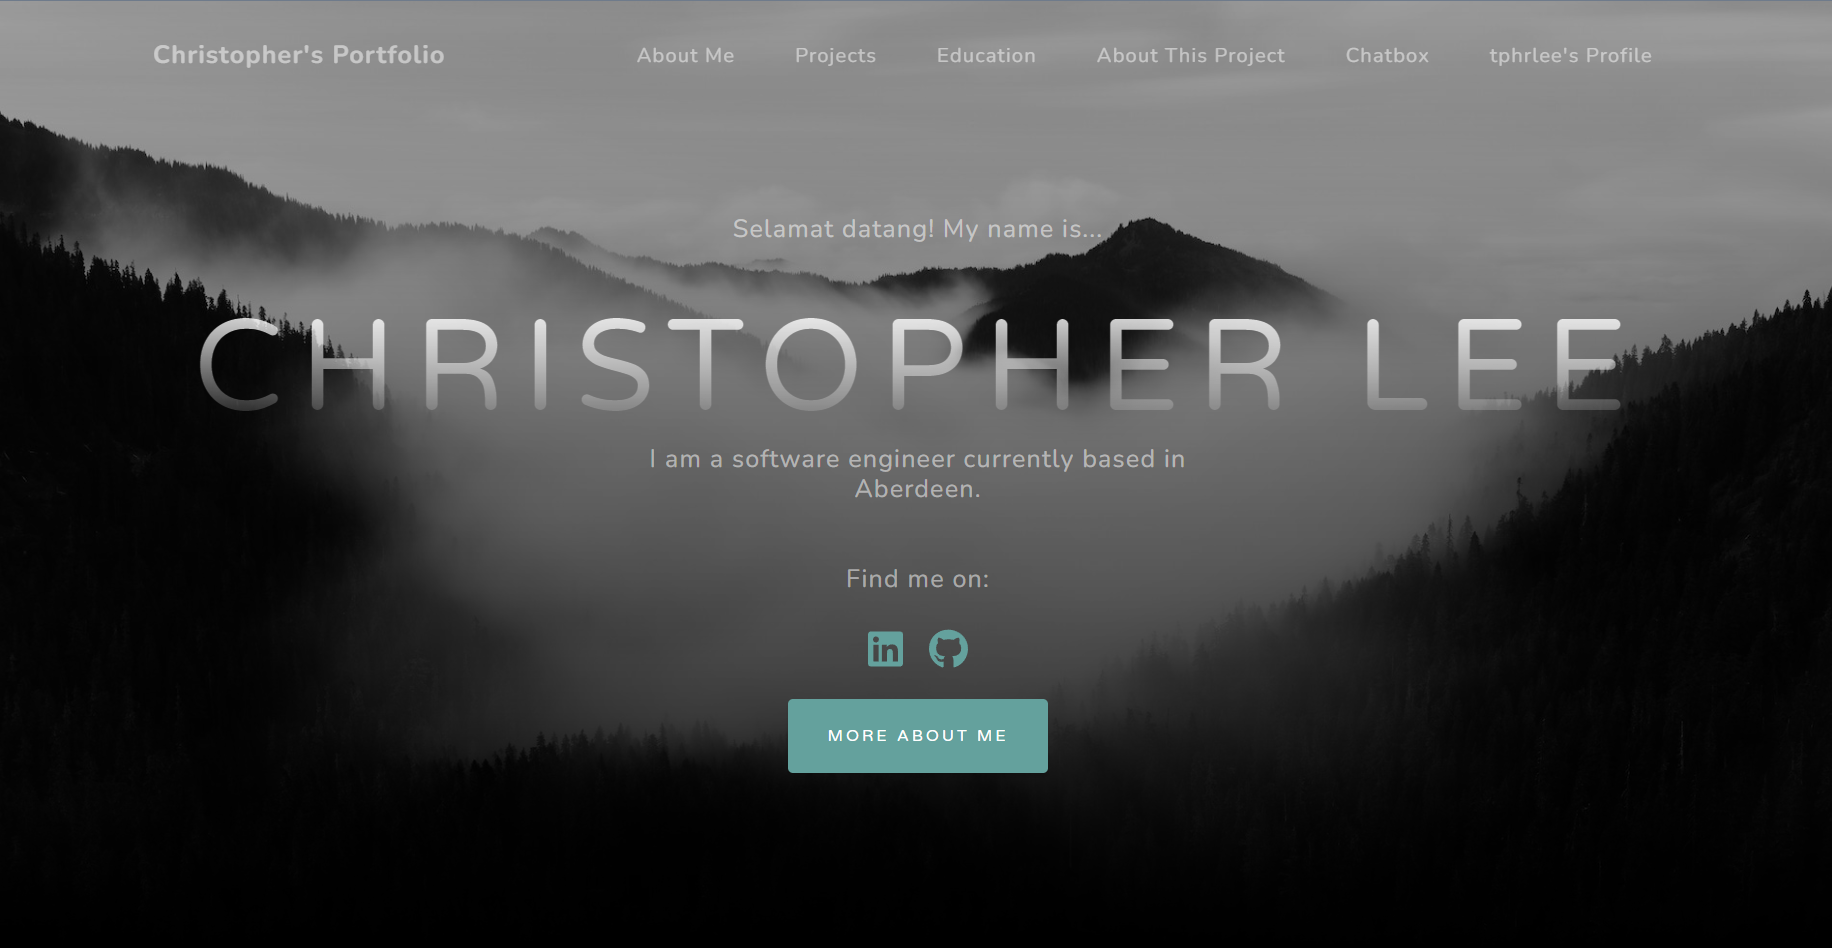 Christopher's Portfolio
About Me
Projects
Education
About This Project
Chatbox
tphrlee's Profile
Selamat datang! My name is...
CHRISTOPHER LEE
I am a software engineer currently based in
Aberdeen.
Find me on:
in
MORE ABOUT ME